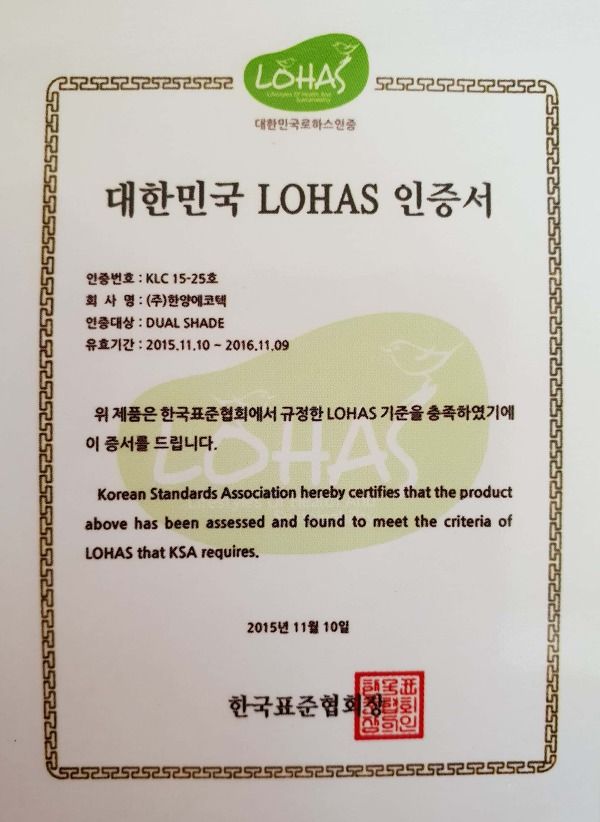 LOHAS
Lifestyles Of Health And
Sustainability
대한민국로하스인증
대한민국 LOHAS 인증서
인증번호 : KLC 15-25호
회 사 명 : (주)한양에코텍
인증대상 : DUAL SHADE
유효기간 : 2015.11.10 ~ 2016.11.09
위 제품은 한국표준협회에서 규정한 LOHAS 기준을 충족하였기에
이 증서를 드립니다.
LOHAS
Korean Standards Association hereby certifies that the product
above has been assessed and found to meet the criteria of
LOHAS that KSA requires.
2015년 11월 10일
한국표준협회장